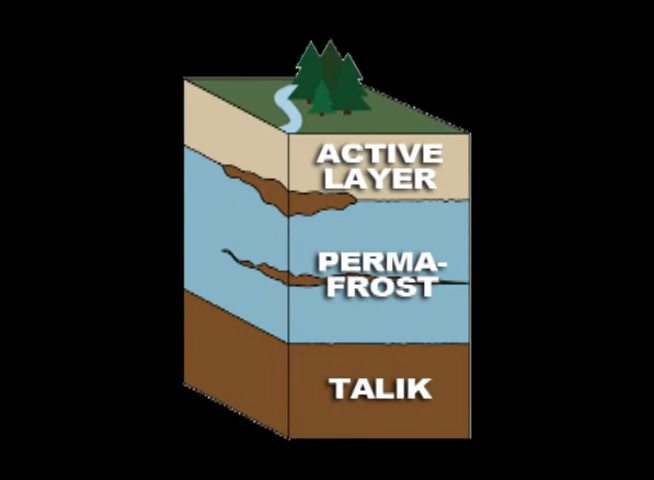 ACTIVE
LAYER
PERMA-
FROST
TALIK